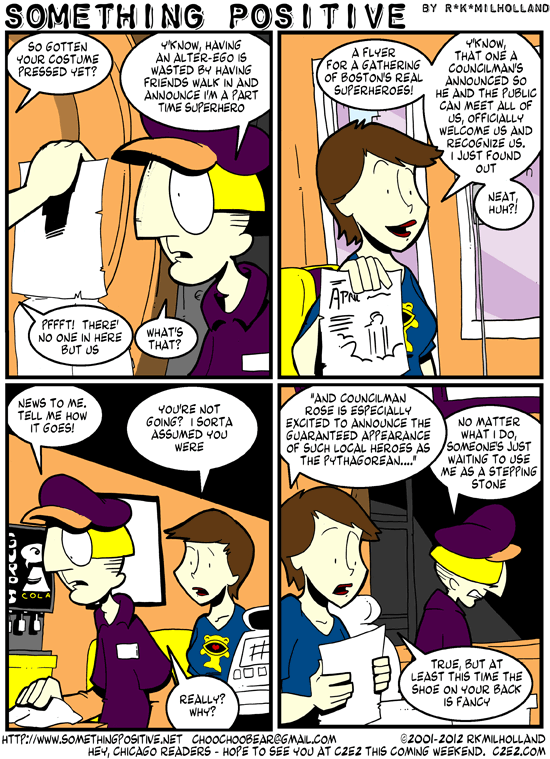 SOMETHING POSITIVE BY R*K*MILHOLLAND
SO GOTTEN
YOUR COSTUME
PRESSED YET?
Y'KNOW, HAVING
AN ALTER-EGO IS
WASTED BY HAVING
FRIENDS WALK IN AND
ANNOUNCE I'M A PART
TIME SUPERHERO
PFFFT! THERE'
NO ONE IN HERE
BUT US
WHAT'S
THAT?
A FLYER
FOR A GATHERING
OF BOSTON'S REAL
SUPERHEROES!
Y'KNOW,
THAT ONE A
COUNCILMAN'S
ANNOUNCED SO
HE AND THE PUBLIC
CAN MEET ALL OF
US, OFFICIALLY
WELCOME US AND
RECOGNIZE US.
I JUST FOUND
OUT
NEAT,
HUH?!
NEWS TO ME.
TELL ME HOW
IT GOES!
YOU'RE NOT
GOING? I SORTA
ASSUMED YOU
WERE
COLA
REALLY?
WHY?
"AND COUNCILMAN
ROSE IS ESPECIALLY
EXCITED TO ANNOUNCE THE
GUARANTEED APPEARANCE
OF SUCH LOCAL HEROES AS
THE PYTHAGOREAN...."
NO MATTER
WHAT I DO,
SOMEONE'S JUST
WAITING TO USE
ME AS A STEPPING
STONE
TRUE, BUT AT
LEAST THIS TIME THE
SHOE ON YOUR BACK
IS FANCY
HTTP://WWW.SOMETHINGPOSITIVE.NET CHOOCHOOBEAR@GMAIL.COM ©2001-2012 RKMILHOLLAND
HEY, CHICAGO READERS - HOPE TO SEE YOU AT C2E2 THIS COMING WEEKEND. C2E2.COM